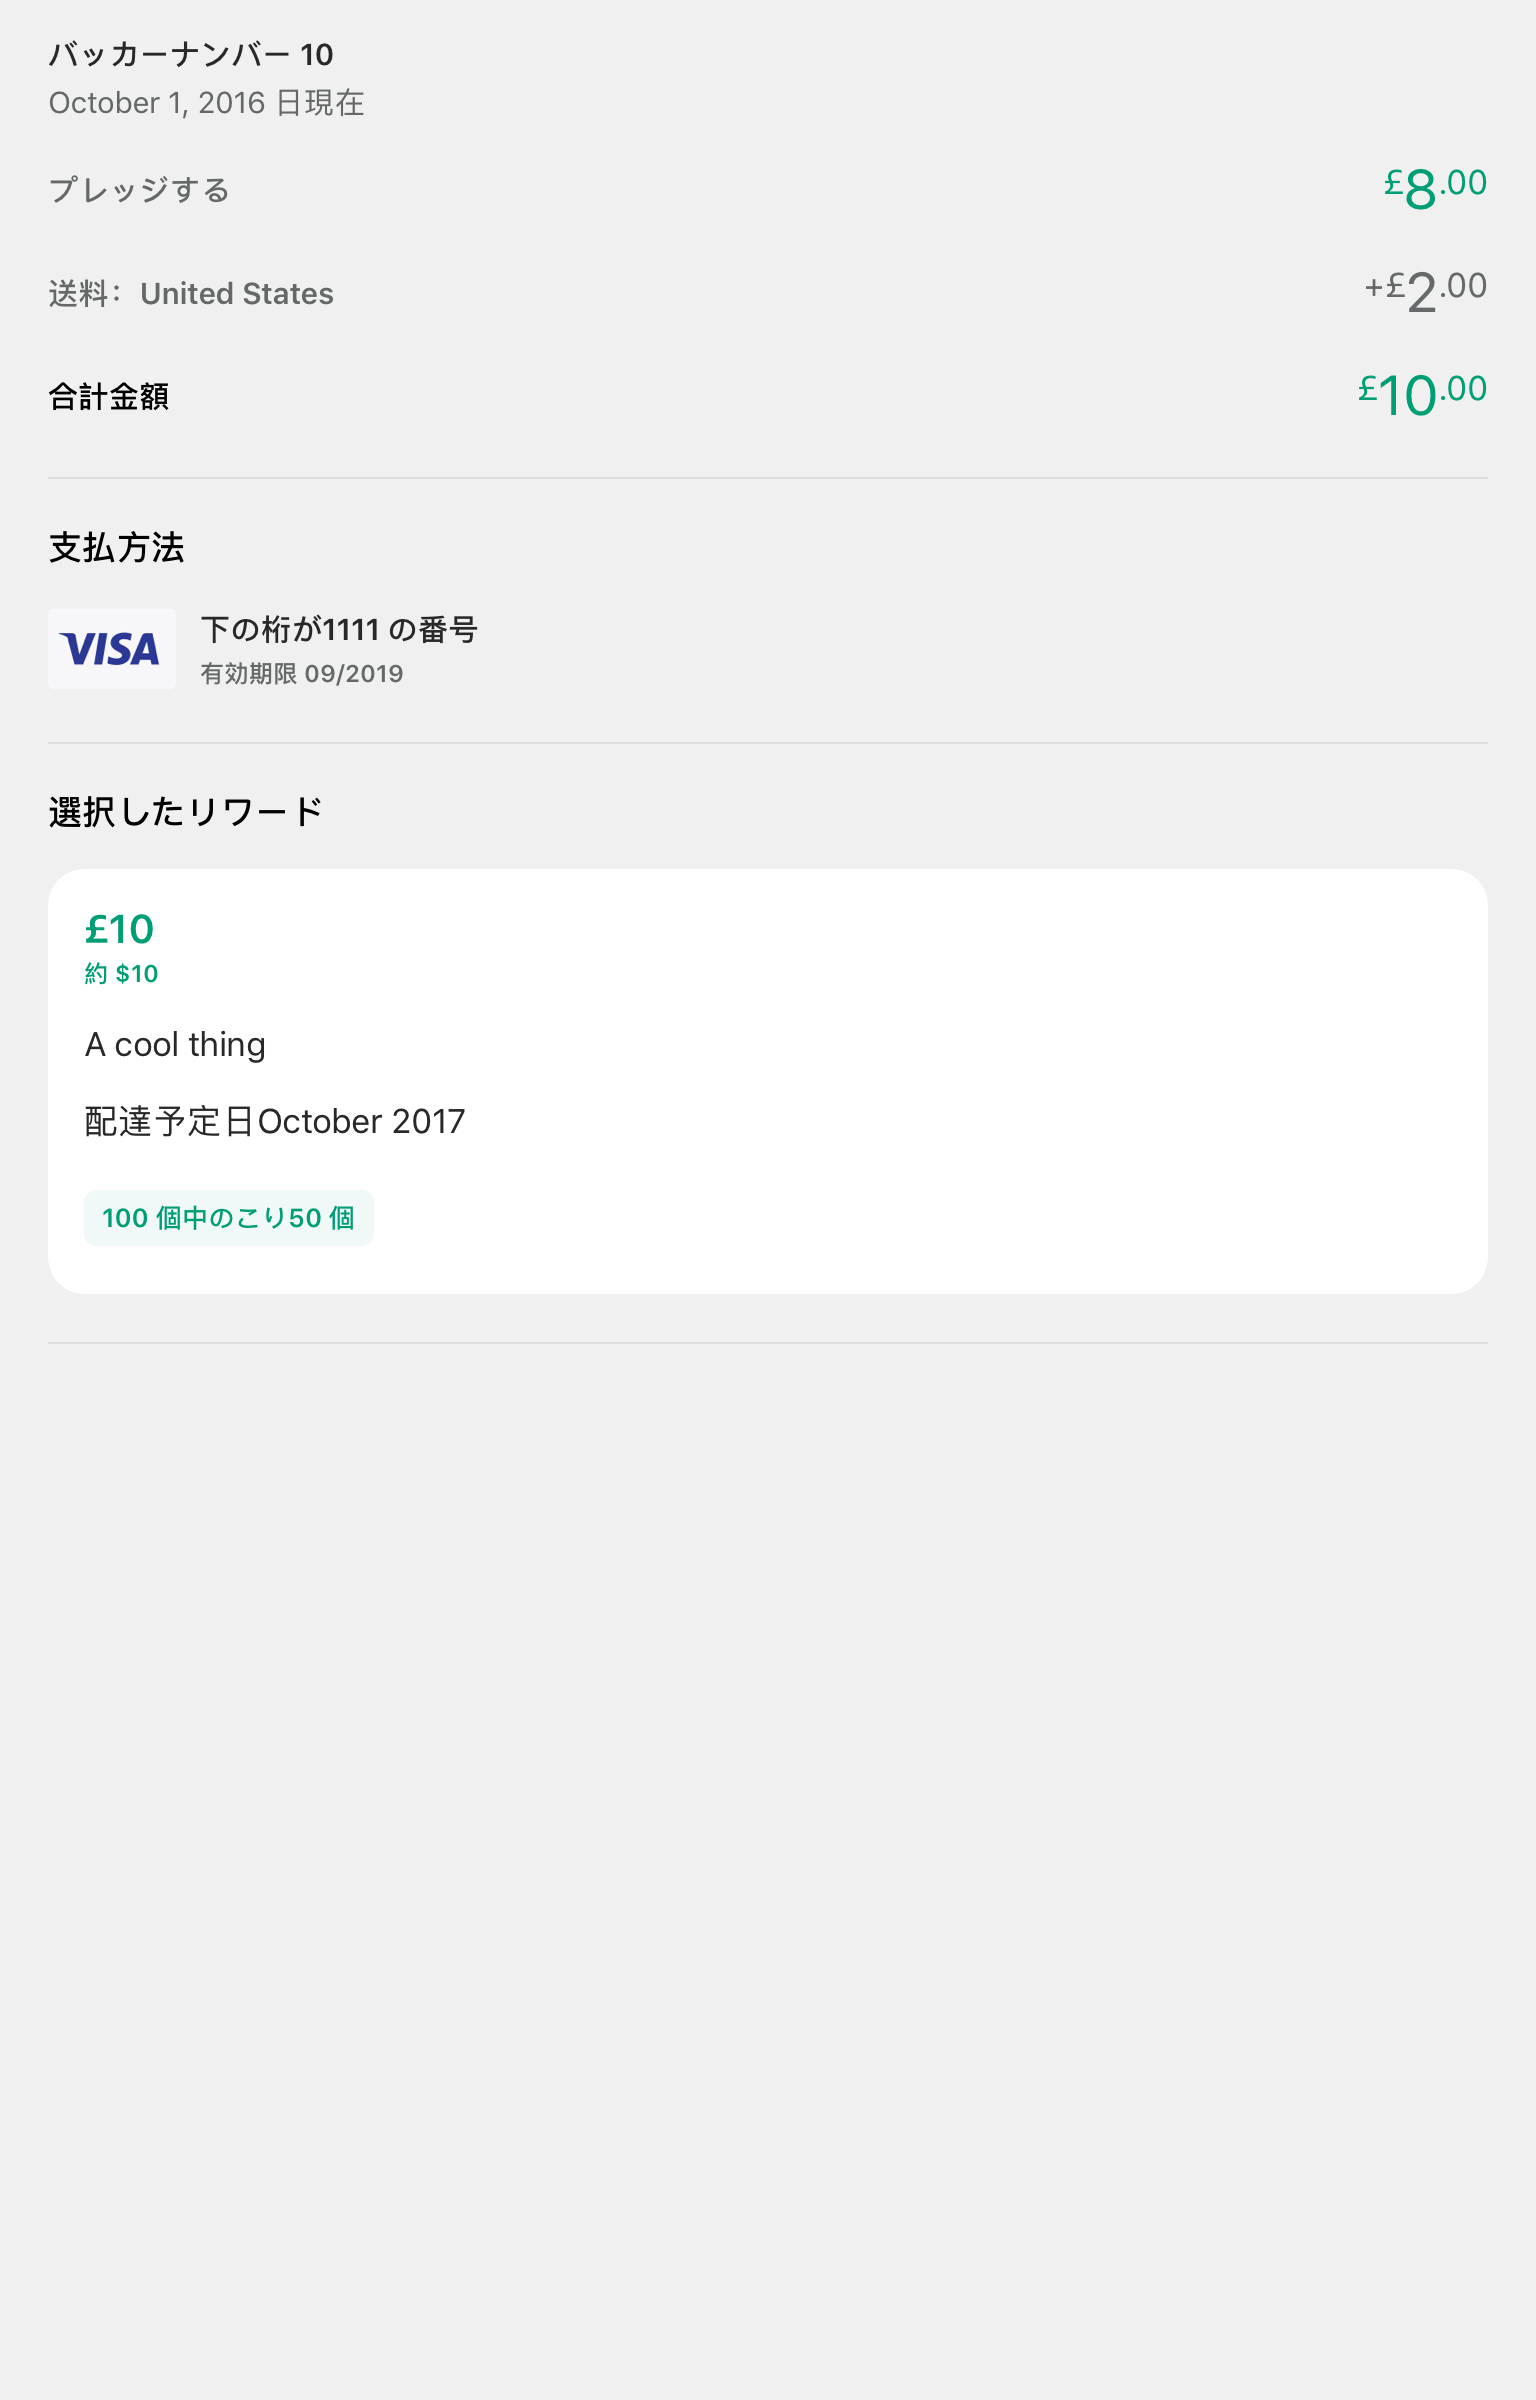 バッカーナンバー 10
October 1, 2016 日現在
プレッジする £8.00
送料： United States +£2.00
合計金額 £10.00
支払方法
VISA
下の桁が1111 の番号
有効期限 09/2019
選択したリワード
£10
約 $10
A cool thing
配達予定日October 2017
100 個中のこり50 個